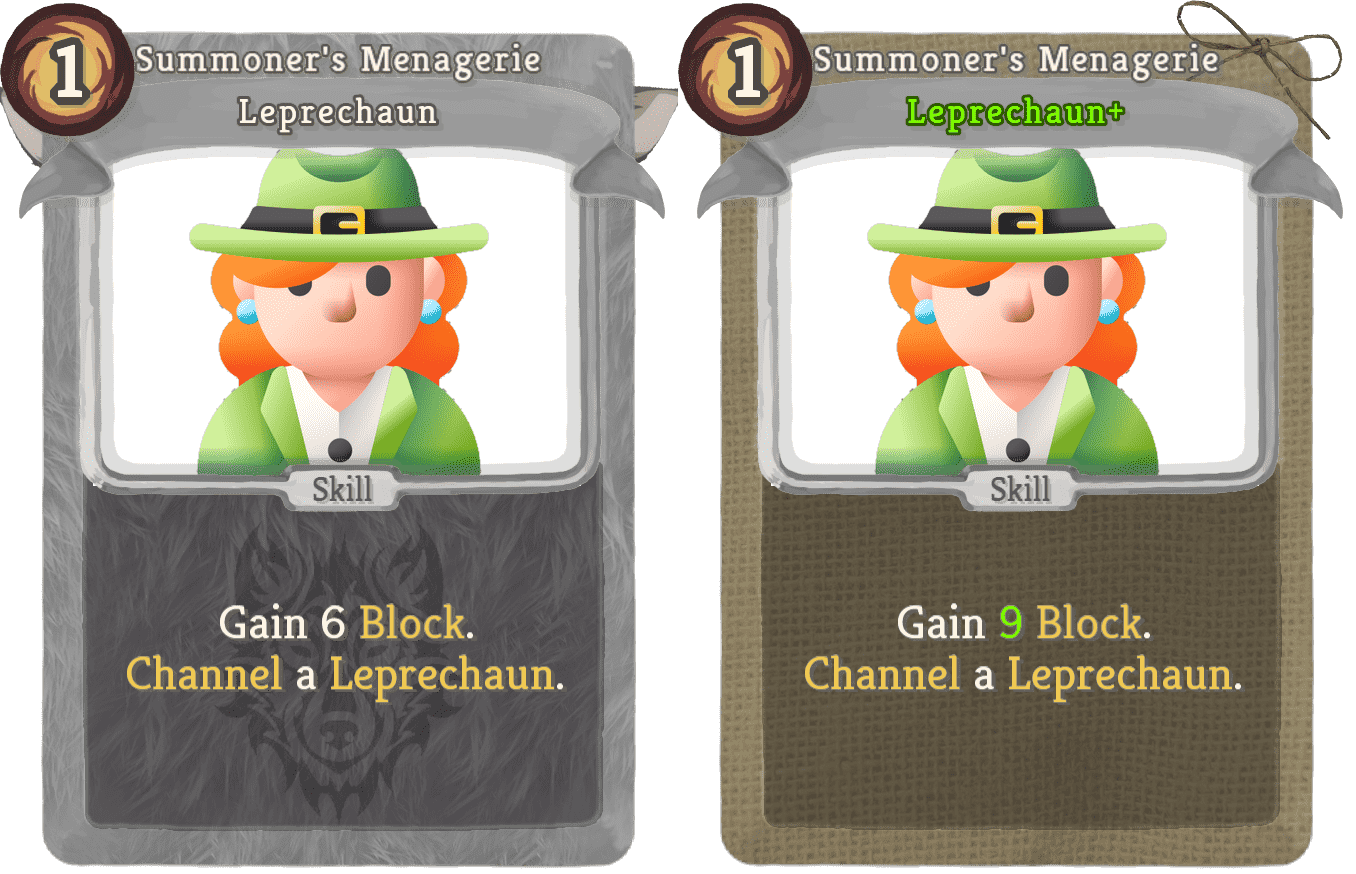 1
Summoner's Menagerie
Leprechaun
Skill
Gain 6 Block.
Channel a Leprechaun.
1
Summoner's Menagerie
Leprechaun+
Skill
Gain 9 Block.
Channel a Leprechaun.